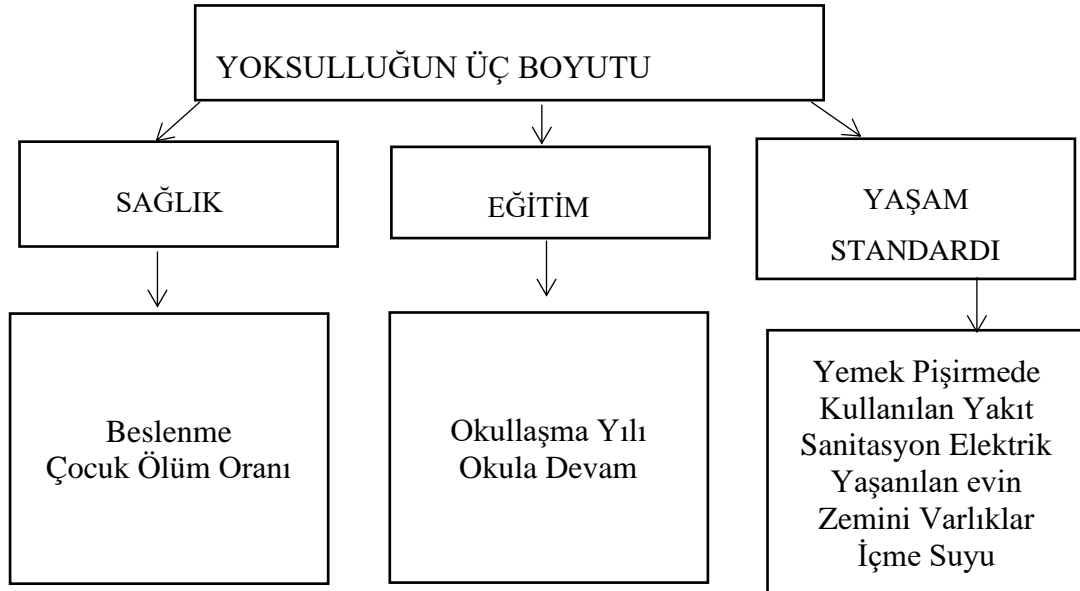 YOKSULLUĞUN ÜÇ BOYUTU
SAĞLIK
EĞİTİM
YAŞAM
STANDARDI
Beslenme
Çocuk Ölüm Oranı
Okullaşma Yılı
Okula Devam
Yemek Pişirmede
Kullanılan Yakıt
Sanitasyon Elektrik
Yaşanılan evin
Zemini Varlıklar
İçme Suyu